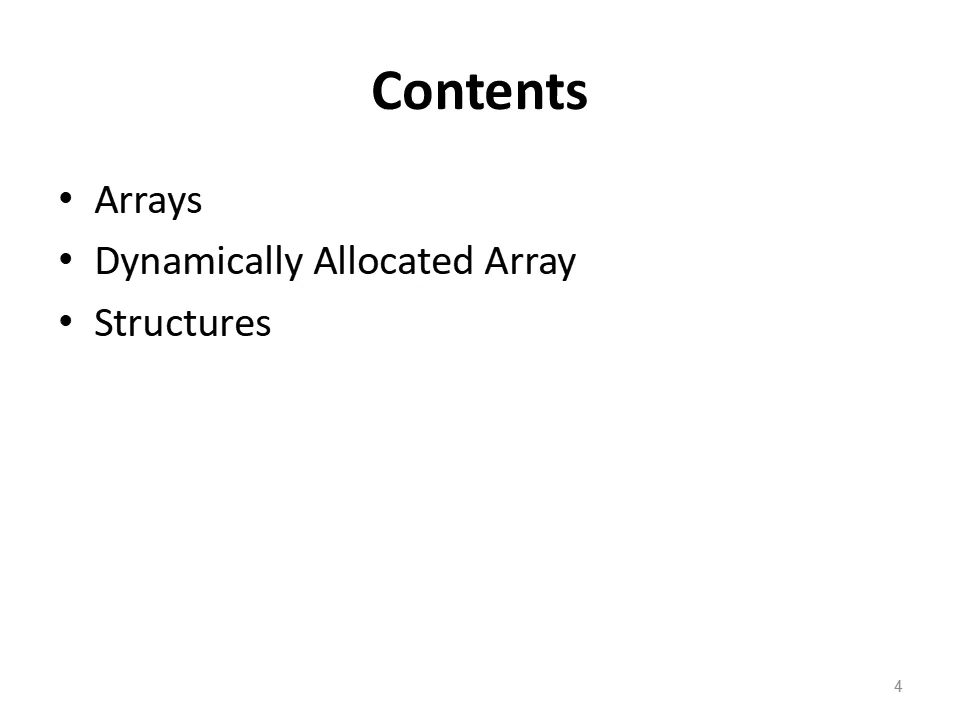 Contents
• Arrays
• Dynamically Allocated Array
• Structures
4